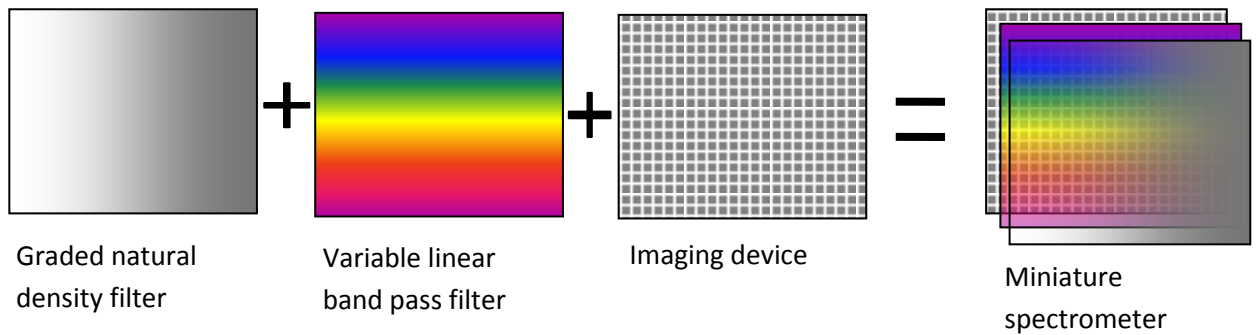 Graded natural
density filter
Variable linear
band pass filter
Imaging device
Miniature
spectrometer